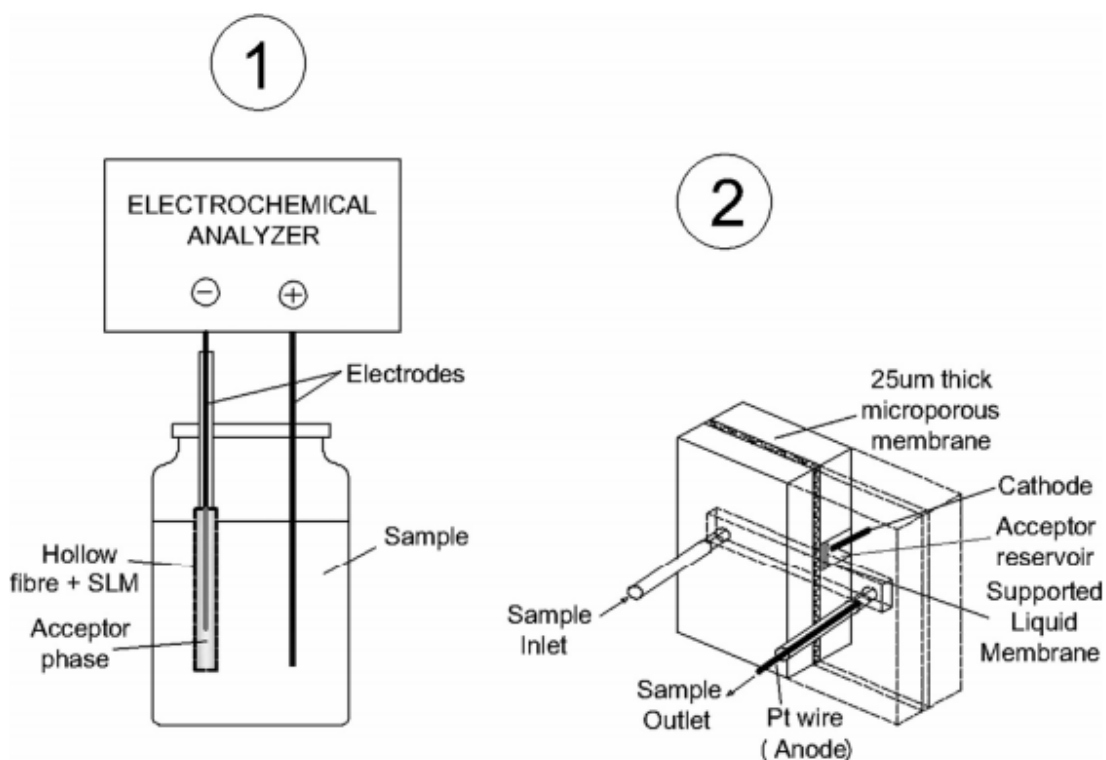 1
ELECTROCHEMICAL
ANALYZER
− +
Electrodes
Sample
Hollow
fibre + SLM
Acceptor
phase
2
25um thick
microporous
membrane
Cathode
Acceptor
reservoir
Supported
Liquid
Membrane
Sample
Inlet
Sample
Outlet
Pt wire
( Anode)